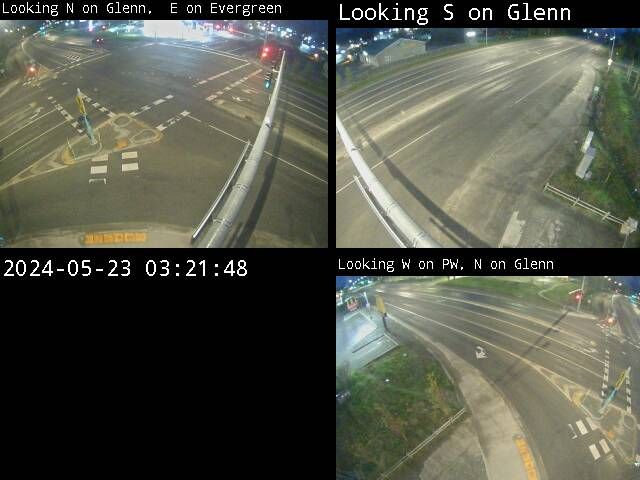 Looking N on Glenn,  E on Evergreen
Looking S on Glenn
2024-05-23 03:21:48
Looking W on PW, N on Glenn